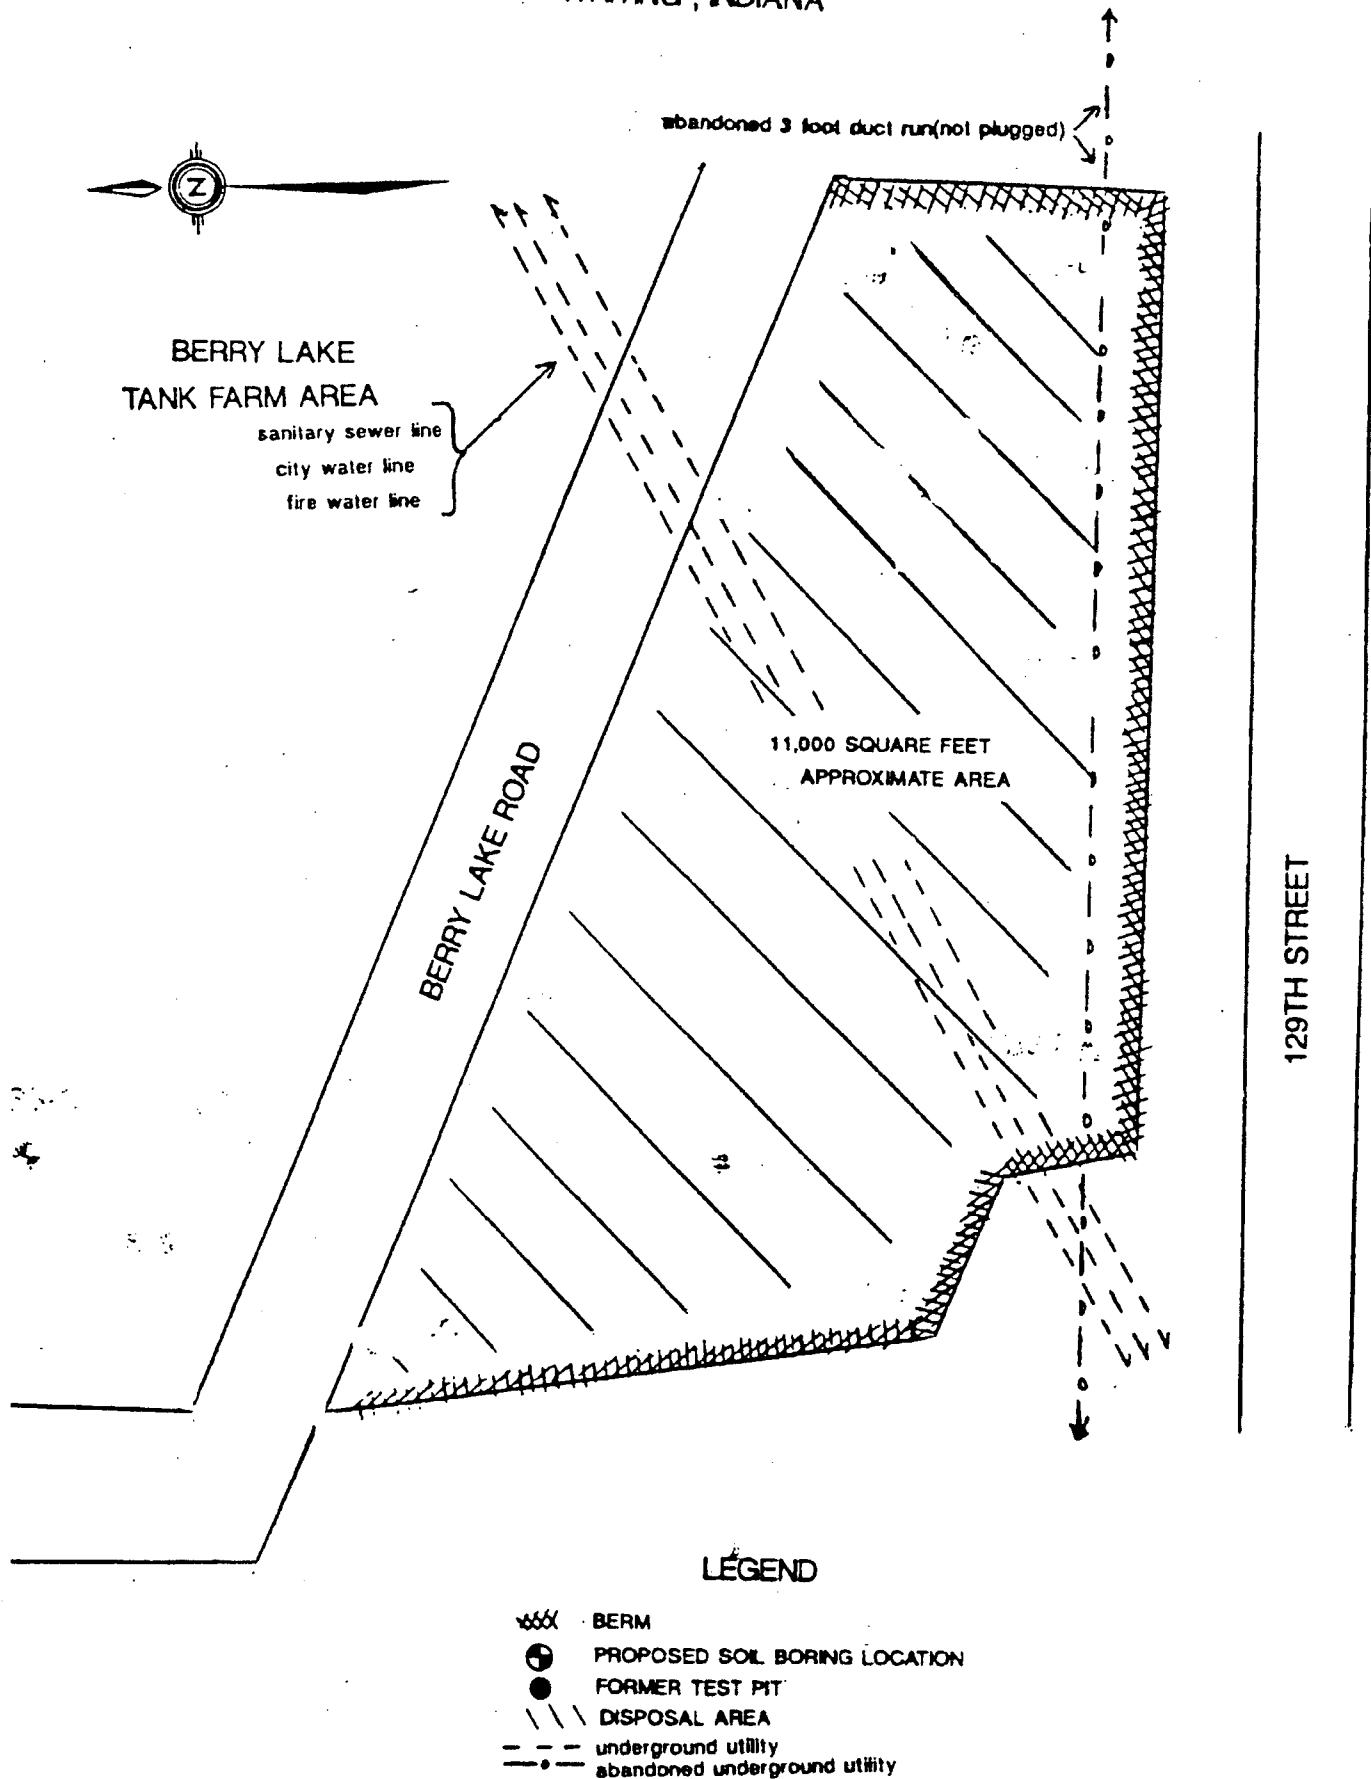 INDIANA
abandoned 3 foot duct run(not plugged)
N
BERRY LAKE
TANK FARM AREA
sanitary sewer line
city water line
fire water line
11,000 SQUARE FEET
APPROXIMATE AREA
BERRY LAKE ROAD
129TH STREET
LEGEND
BERM
PROPOSED SOIL BORING LOCATION
FORMER TEST PIT
DISPOSAL AREA
underground utility
abandoned underground utility